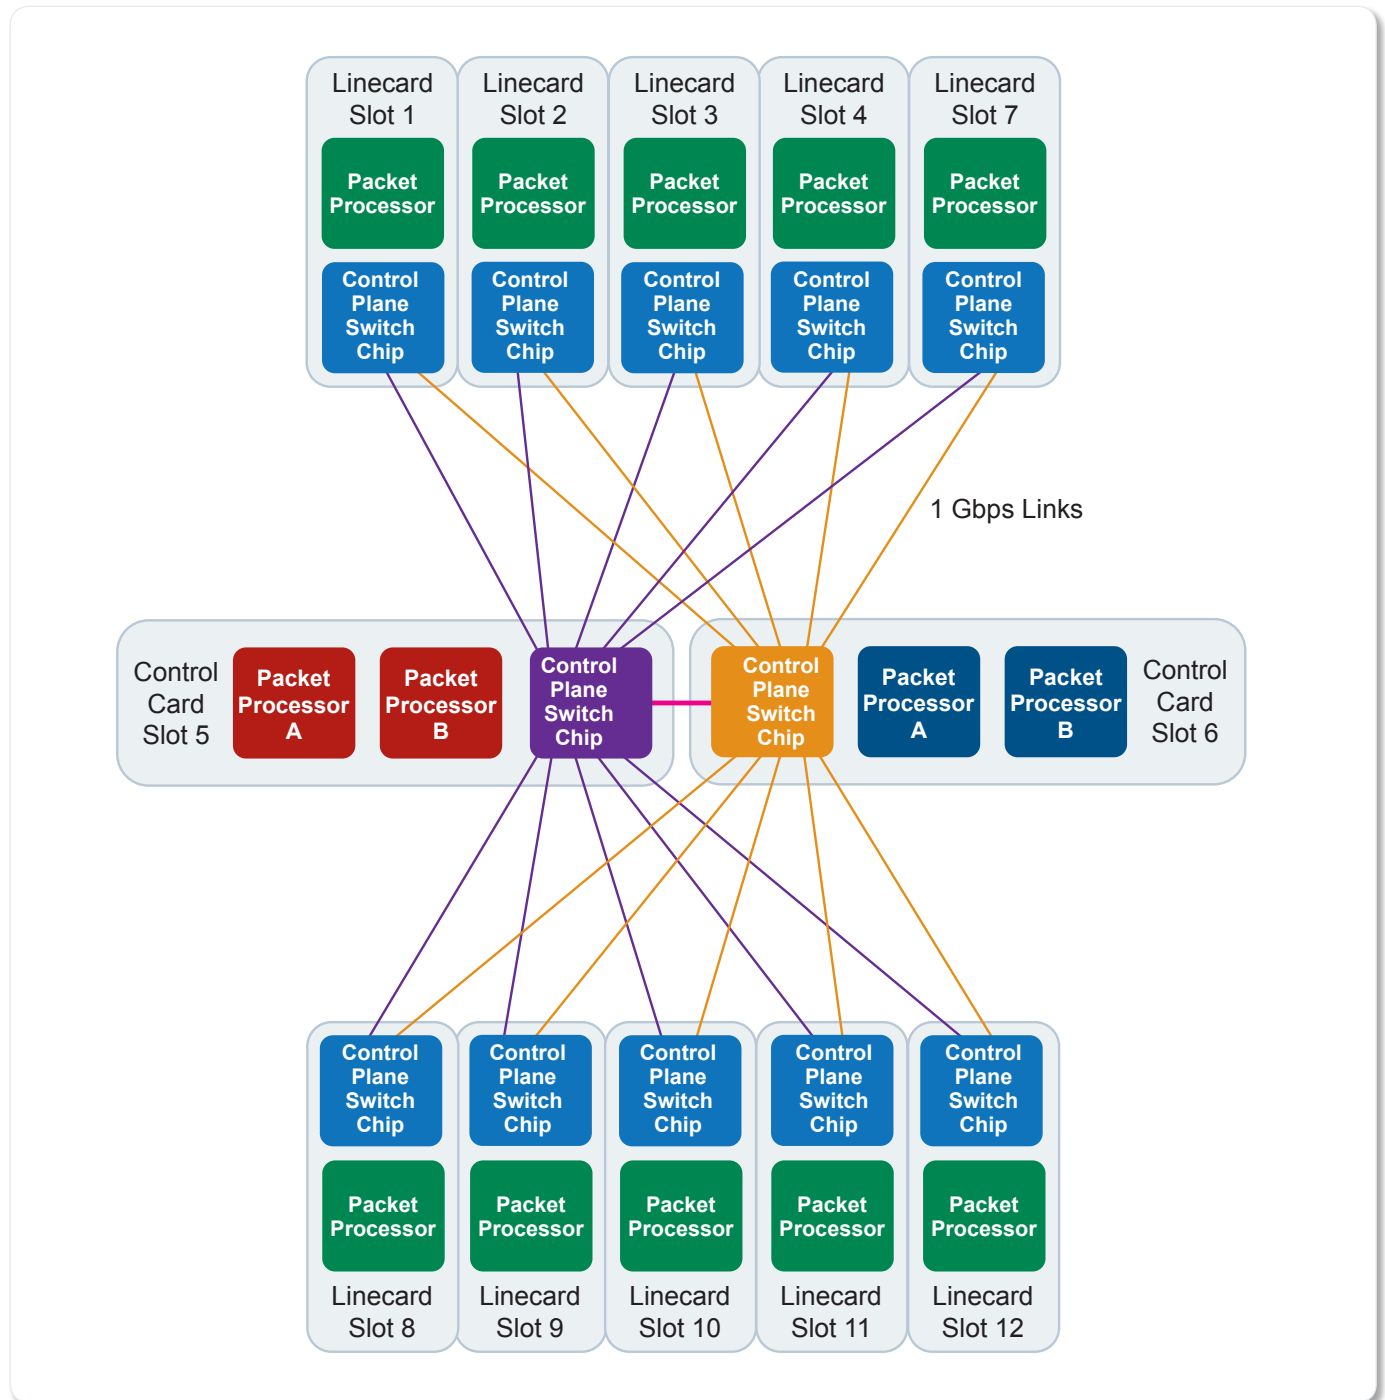 Linecard
Slot 1
Linecard
Slot 2
Linecard
Slot 3
Linecard
Slot 4
Linecard
Slot 7
Packet
Processor
Packet
Processor
Packet
Processor
Packet
Processor
Packet
Processor
Control
Plane
Switch
Chip
Control
Plane
Switch
Chip
Control
Plane
Switch
Chip
Control
Plane
Switch
Chip
Control
Plane
Switch
Chip
1 Gbps Links
Control
Card
Slot 5
Packet
Processor
A
Packet
Processor
B
Control
Plane
Switch
Chip
Control
Plane
Switch
Chip
Packet
Processor
A
Packet
Processor
B
Control
Card
Slot 6
Control
Plane
Switch
Chip
Control
Plane
Switch
Chip
Control
Plane
Switch
Chip
Control
Plane
Switch
Chip
Control
Plane
Switch
Chip
Packet
Processor
Packet
Processor
Packet
Processor
Packet
Processor
Packet
Processor
Linecard
Slot 8
Linecard
Slot 9
Linecard
Slot 10
Linecard
Slot 11
Linecard
Slot 12